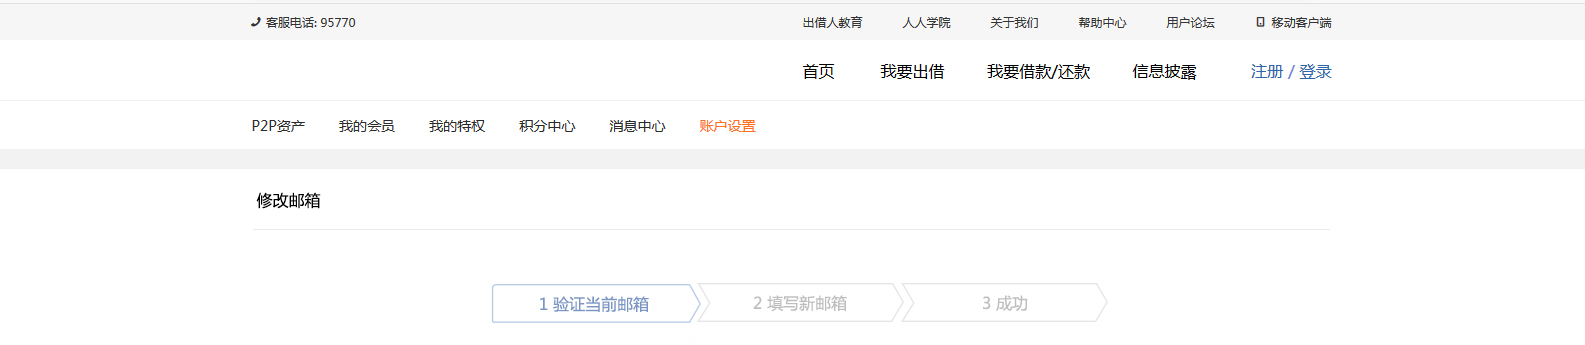 客服电话: 95770 出借人教育 人人学院 关于我们 帮助中心 用户论坛 移动客户端
首页 我要出借 我要借款/还款 信息披露 注册 / 登录
P2P资产 我的会员 我的特权 积分中心 消息中心 账户设置
修改邮箱
1 验证当前邮箱 2 填写新邮箱 3 成功